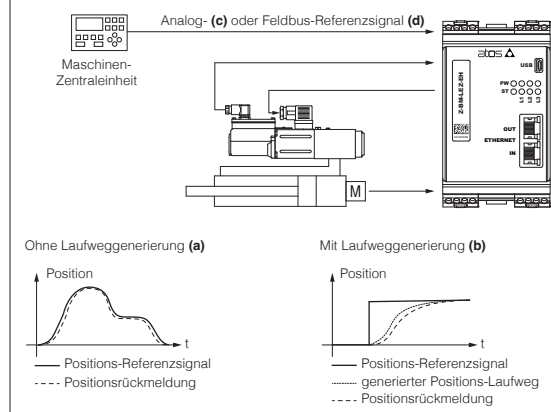 Analog- (c) oder Feldbus-Referenzsignal (d)
Maschinen-
Zentraleinheit
atos
USB
PW
ST
L1
L2
L3
Z-BM-LEZ-EH
OUT
ETHERNET
IN
M
Ohne Laufweggenerierung (a)
Position
t
Positions-Referenzsignal
Positionsrückmeldung
Mit Laufweggenerierung (b)
Position
t
Positions-Referenzsignal
generierter Positions-Laufweg
Positionsrückmeldung